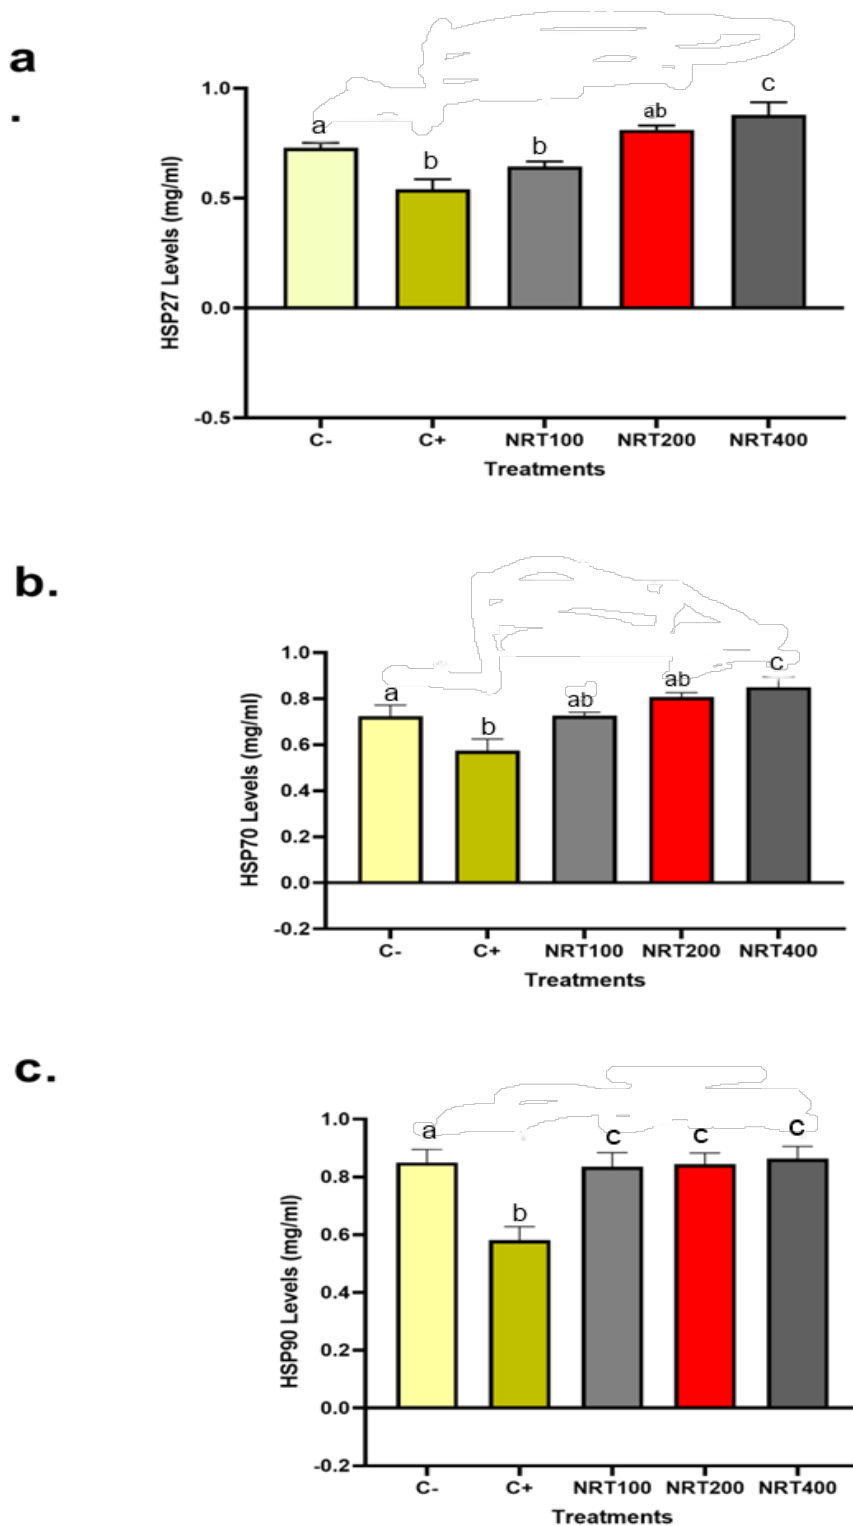 a
.
1.0
0.5
0.0
-0.5
HSP27 Levels (mg/ml)
a
b
b
ab
c
C- C+ NRT100 NRT200 NRT400
Treatments
b.
1.0
0.8
0.6
0.4
0.2
0.0
-0.2
HSP70 Levels (mg/ml)
a
b
ab
ab
c
C- C+ NRT100 NRT200 NRT400
Treatments
c.
1.0
0.8
0.6
0.4
0.2
0.0
-0.2
HSP90 Levels (mg/ml)
a
b
c
c
c
C- C+ NRT100 NRT200 NRT400
Treatments